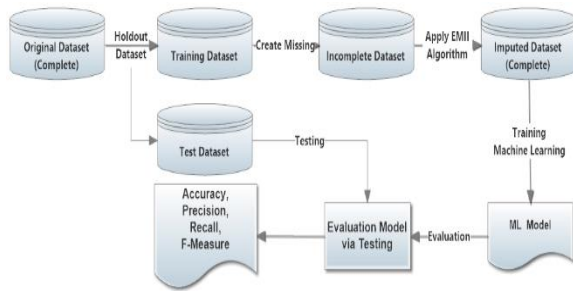 Original Dataset
(Complete)
Holdout
Dataset
Training Dataset
Create Missing
Incomplete Dataset
Apply EMII
Algorithm
Imputed Dataset
(Complete)
Test Dataset
Testing
Training
Machine Learning
Accuracy,
Precision,
Recall,
F-Measure
Evaluation Model
via Testing
Evaluation
ML Model